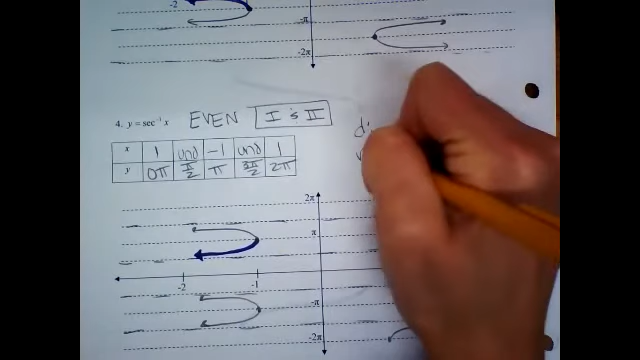 -2
-π
-2π
4. y = sec⁻¹ x EVEN I & II
x 1 und -1 und 1
y 0π π/2 π 3π/2 2π
2π
π
-2 -1
-π
-2π